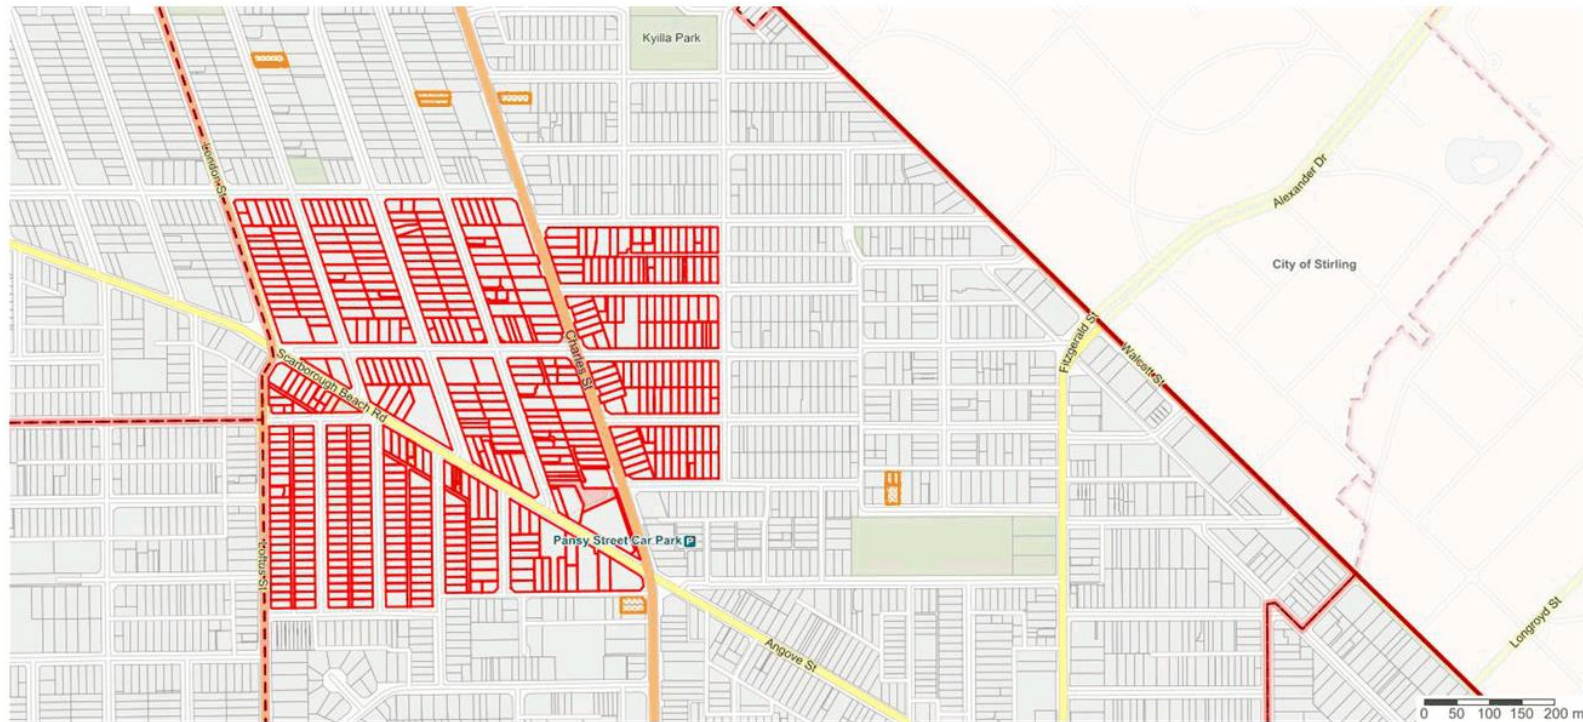 Kyilla Park
London St
Alexander Dr
City of Stirling
Fitzgerald St
Walcott St
Charles St
Scarborough Beach Rd
Loftus St
Pansy Street Car Park P
Longroyd St
Angove St
0 50 100 150 200 m